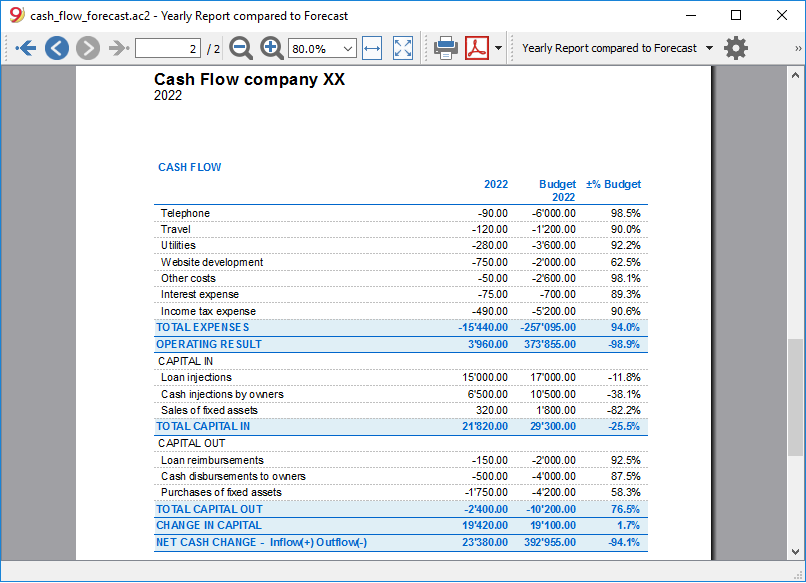 cash_flow_forecast.ac2 - Yearly Report compared to Forecast
2 / 2 80.0% Yearly Report compared to Forecast »
Cash Flow company XX
2022
CASH FLOW
2022 Budget ±% Budget
2022
Telephone -90.00 -6'000.00 98.5%
Travel -120.00 -1'200.00 90.0%
Utilities -280.00 -3'600.00 92.2%
Website development -750.00 -2'000.00 62.5%
Other costs -50.00 -2'600.00 98.1%
Interest expense -75.00 -700.00 89.3%
Income tax expense -490.00 -5'200.00 90.6%
TOTAL EXPENSES -15'440.00 -257'095.00 94.0%
OPERATING RESULT 3'960.00 373'855.00 -98.9%
CAPITAL IN
Loan injections 15'000.00 17'000.00 -11.8%
Cash injections by owners 6'500.00 10'500.00 -38.1%
Sales of fixed assets 320.00 1'800.00 -82.2%
TOTAL CAPITAL IN 21'820.00 29'300.00 -25.5%
CAPITAL OUT
Loan reimbursements -150.00 -2'000.00 92.5%
Cash disbursements to owners -500.00 -4'000.00 87.5%
Purchases of fixed assets -1'750.00 -4'200.00 58.3%
TOTAL CAPITAL OUT -2'400.00 -10'200.00 76.5%
CHANGE IN CAPITAL 19'420.00 19'100.00 1.7%
NET CASH CHANGE - Inflow(+) Outflow(-) 23'380.00 392'955.00 -94.1%